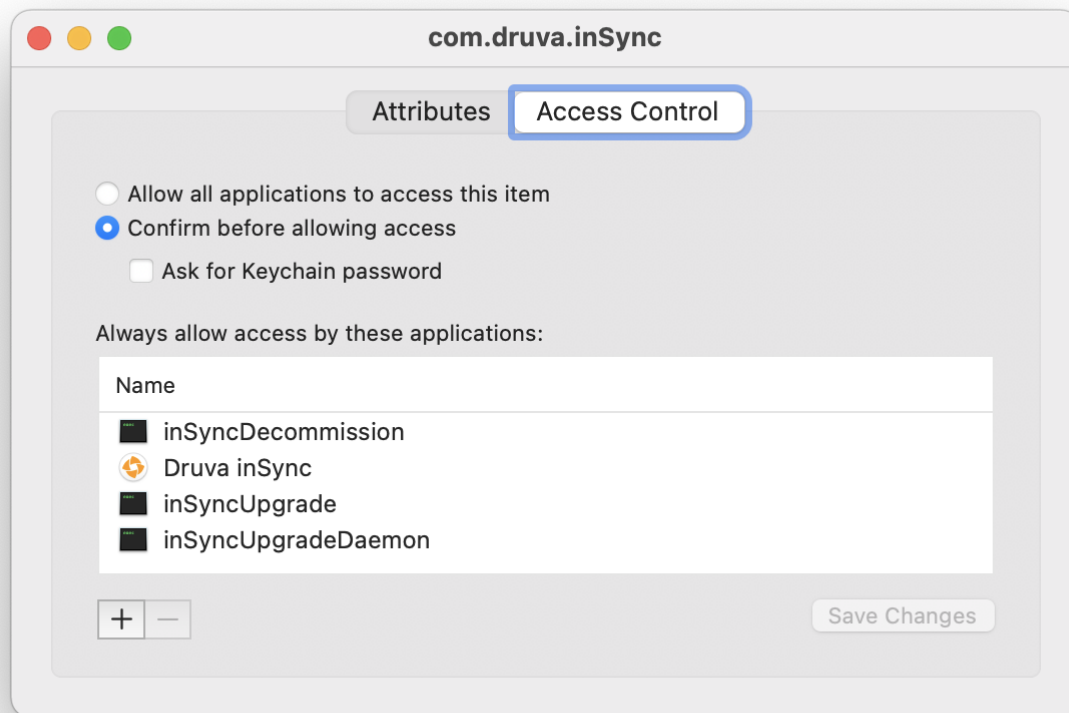 com.druva.inSync
Attributes Access Control
Allow all applications to access this item
Confirm before allowing access
Ask for Keychain password
Always allow access by these applications:
Name
inSyncDecommission
Druva inSync
inSyncUpgrade
inSyncUpgradeDaemon
Save Changes